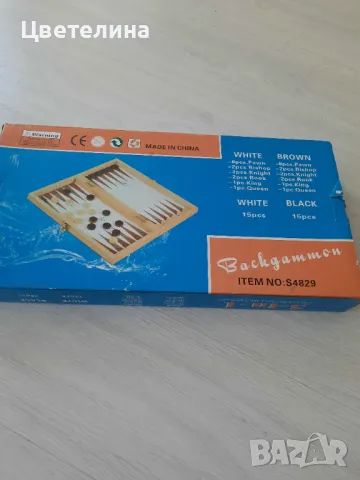 Цветелина
Warning
CE
MADE IN CHINA
WHITE BROWN
-8pcs.Pawn -8pcs.Pawn
-2pcs.Bishop -2pcs.Bishop
-2pcs.Knight -2pcs.Knight
-2pcs.Rook -2pcs.Rook
-1pc.King -1pc.King
-1pc.Queen -1pc.Queen
WHITE BLACK
15pcs 15pcs
Backgammon
ITEM NO:S4829
BAZAR